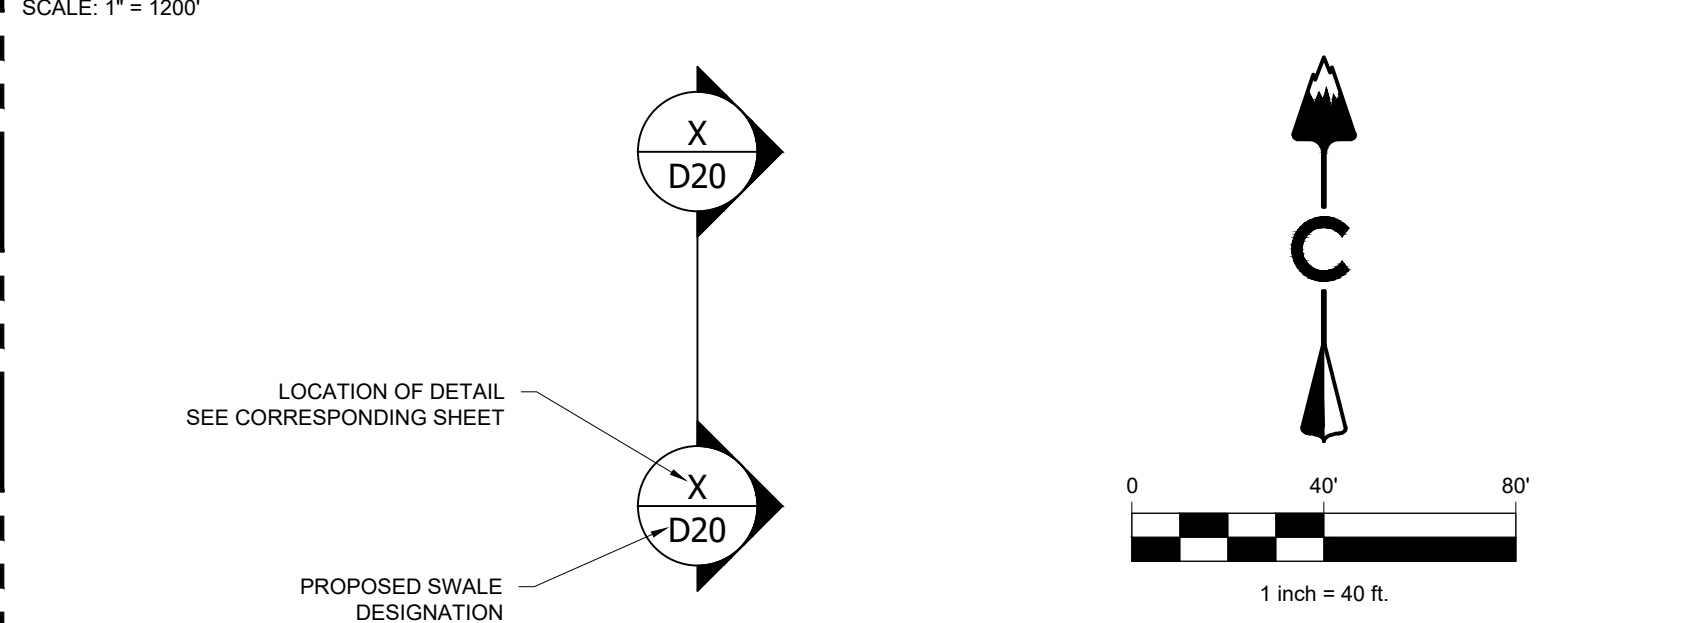 SCALE: 1" = 1200'
X
D20
LOCATION OF DETAIL
SEE CORRESPONDING SHEET
X
D20
PROPOSED SWALE
DESIGNATION
C
0 40' 80'
1 inch = 40 ft.